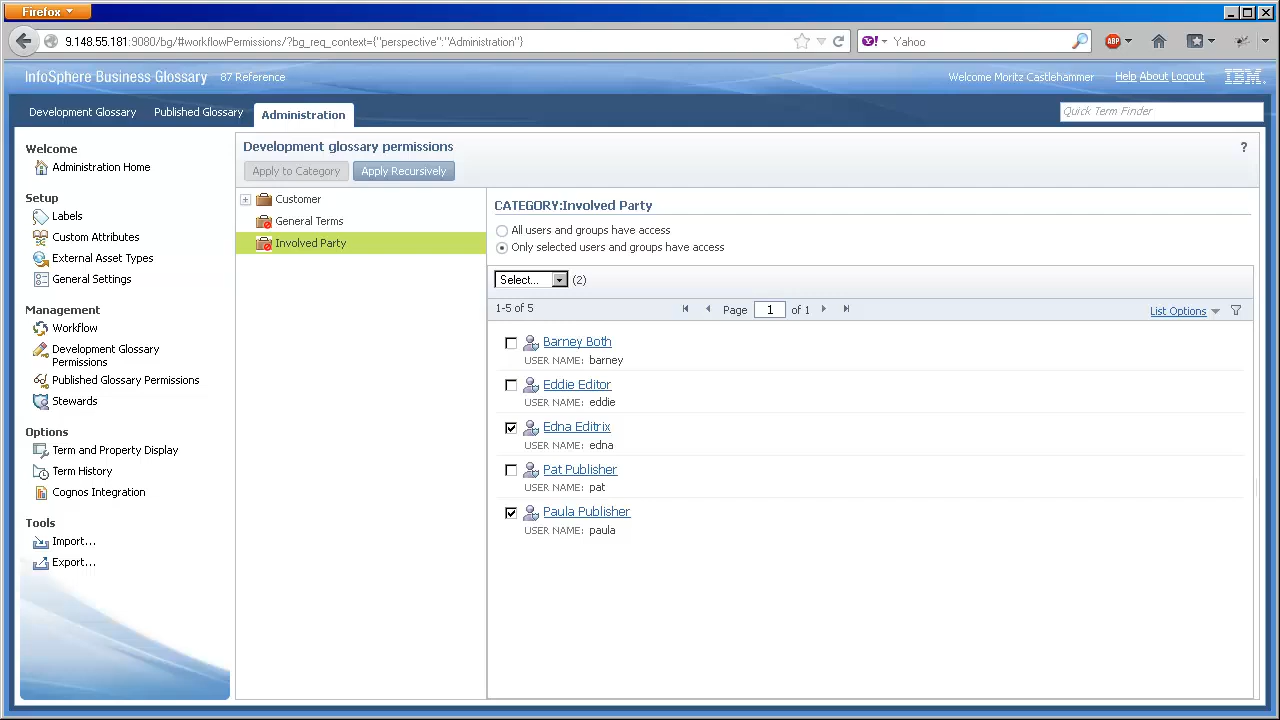 Firefox
9.148.55.181:9080/bg/#workflowPermissions/?bg_req_context={"perspective":"Administration"}
Yahoo
ABP
InfoSphere Business Glossary 87 Reference
Welcome Moritz Castlehammer
Help About Logout
IBM.
Development Glossary
Published Glossary
Administration
Quick Term Finder
Welcome
Administration Home
Setup
Labels
Custom Attributes
External Asset Types
General Settings
Management
Workflow
Development Glossary
Permissions
Published Glossary Permissions
Stewards
Options
Term and Property Display
Term History
Cognos Integration
Tools
Import...
Export...
Development glossary permissions
?
Apply to Category
Apply Recursively
Customer
General Terms
Involved Party
CATEGORY:Involved Party
All users and groups have access
Only selected users and groups have access
Select... (2)
1-5 of 5
Page 1 of 1
List Options
Barney Both
USER NAME: barney
Eddie Editor
USER NAME: eddie
Edna Editrix
USER NAME: edna
Pat Publisher
USER NAME: pat
Paula Publisher
USER NAME: paula